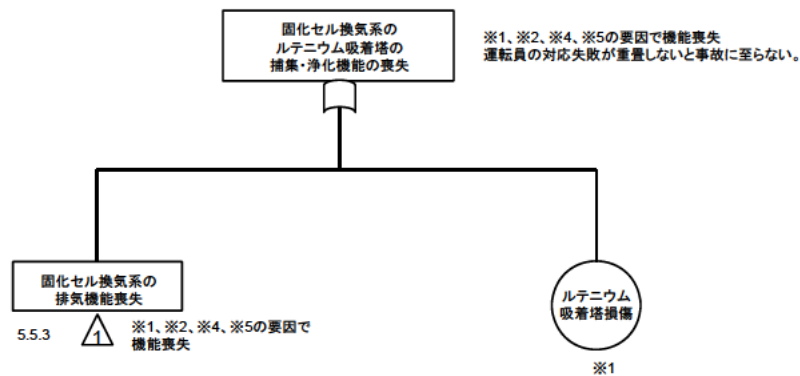 固化セル換気系の
ルテニウム吸着塔の
捕集・浄化機能の喪失
※1、※2、※4、※5の要因で機能喪失
運転員の対応失敗が重畳しないと事故に至らない。
固化セル換気系の
排気機能喪失
5.5.3
1
※1、※2、※4、※5の要因で
機能喪失
ルテニウム
吸着塔損傷
※1